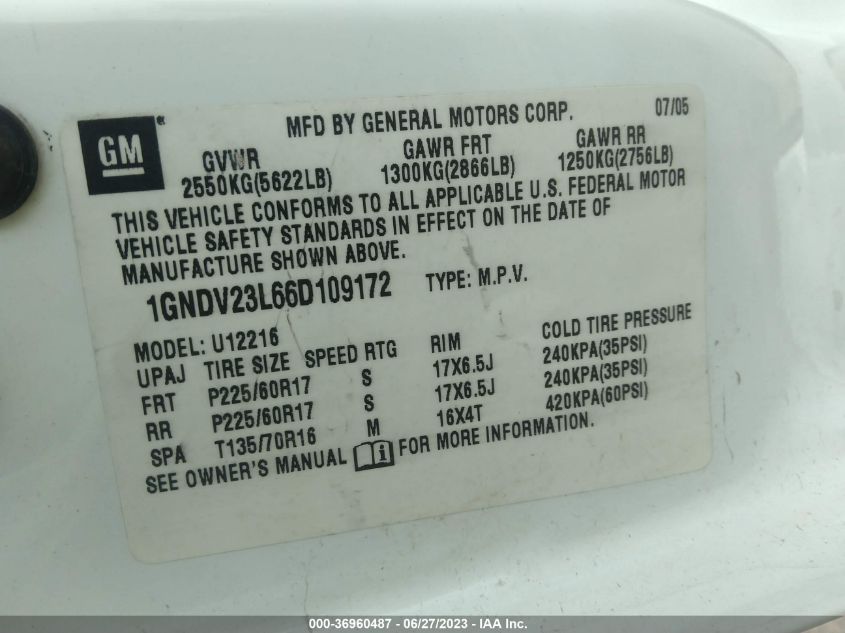 GM®
MFD BY GENERAL MOTORS CORP. 07/05
GVWR GAWR FRT GAWR RR
2550KG(5622LB) 1300KG(2866LB) 1250KG(2756LB)
THIS VEHICLE CONFORMS TO ALL APPLICABLE U.S. FEDERAL MOTOR
VEHICLE SAFETY STANDARDS IN EFFECT ON THE DATE OF
MANUFACTURE SHOWN ABOVE.
1GNDV23L66D109172 TYPE: M.P.V.
MODEL: U12216
UPAJ TIRE SIZE SPEED RTG RIM COLD TIRE PRESSURE
FRT P225/60R17 S 17X6.5J 240KPA(35PSI)
RR P225/60R17 S 17X6.5J 240KPA(35PSI)
SPA T135/70R16 M 16X4T 420KPA(60PSI)
SEE OWNER'S MANUAL i FOR MORE INFORMATION.
000-36960487 - 06/27/2023 - IAA Inc.